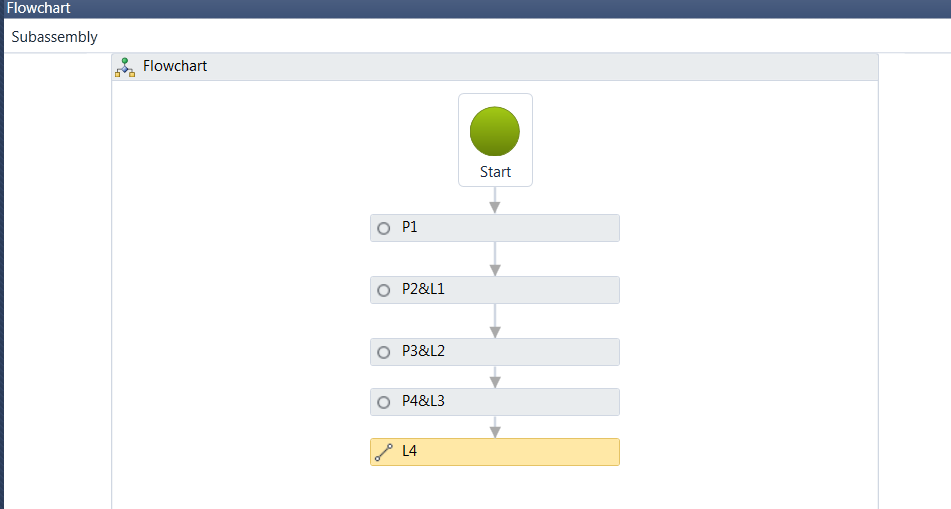 Flowchart
Subassembly
Flowchart
Start
P1
P2&L1
P3&L2
P4&L3
L4